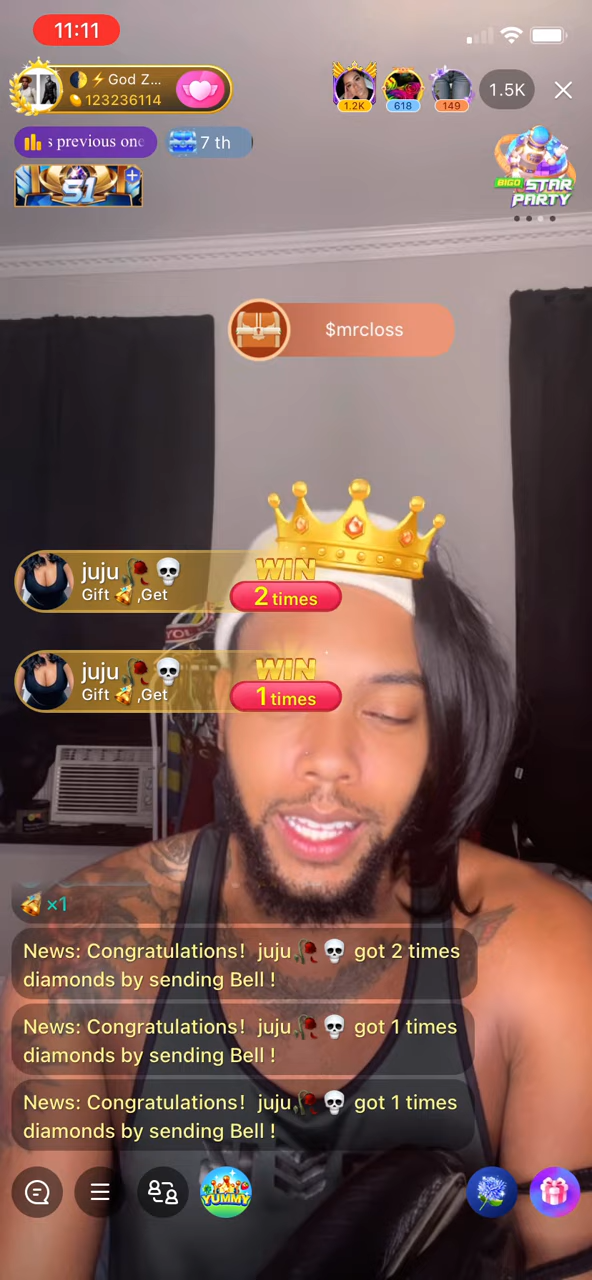 11:11
God Z...
123236114
1.2K
618
149
1.5K
s previous one
7 th
S1
BIGO STAR
PARTY
$mrcloss
juju🥀💀
Gift 🔔,Get
WIN
2 times
juju🥀💀
Gift 🔔,Get
WIN
1 times
YOU
🔔 ×1
News: Congratulations! juju🥀💀 got 2 times
diamonds by sending Bell !
News: Congratulations! juju🥀💀 got 1 times
diamonds by sending Bell !
News: Congratulations! juju🥀💀 got 1 times
diamonds by sending Bell !
YUMMY